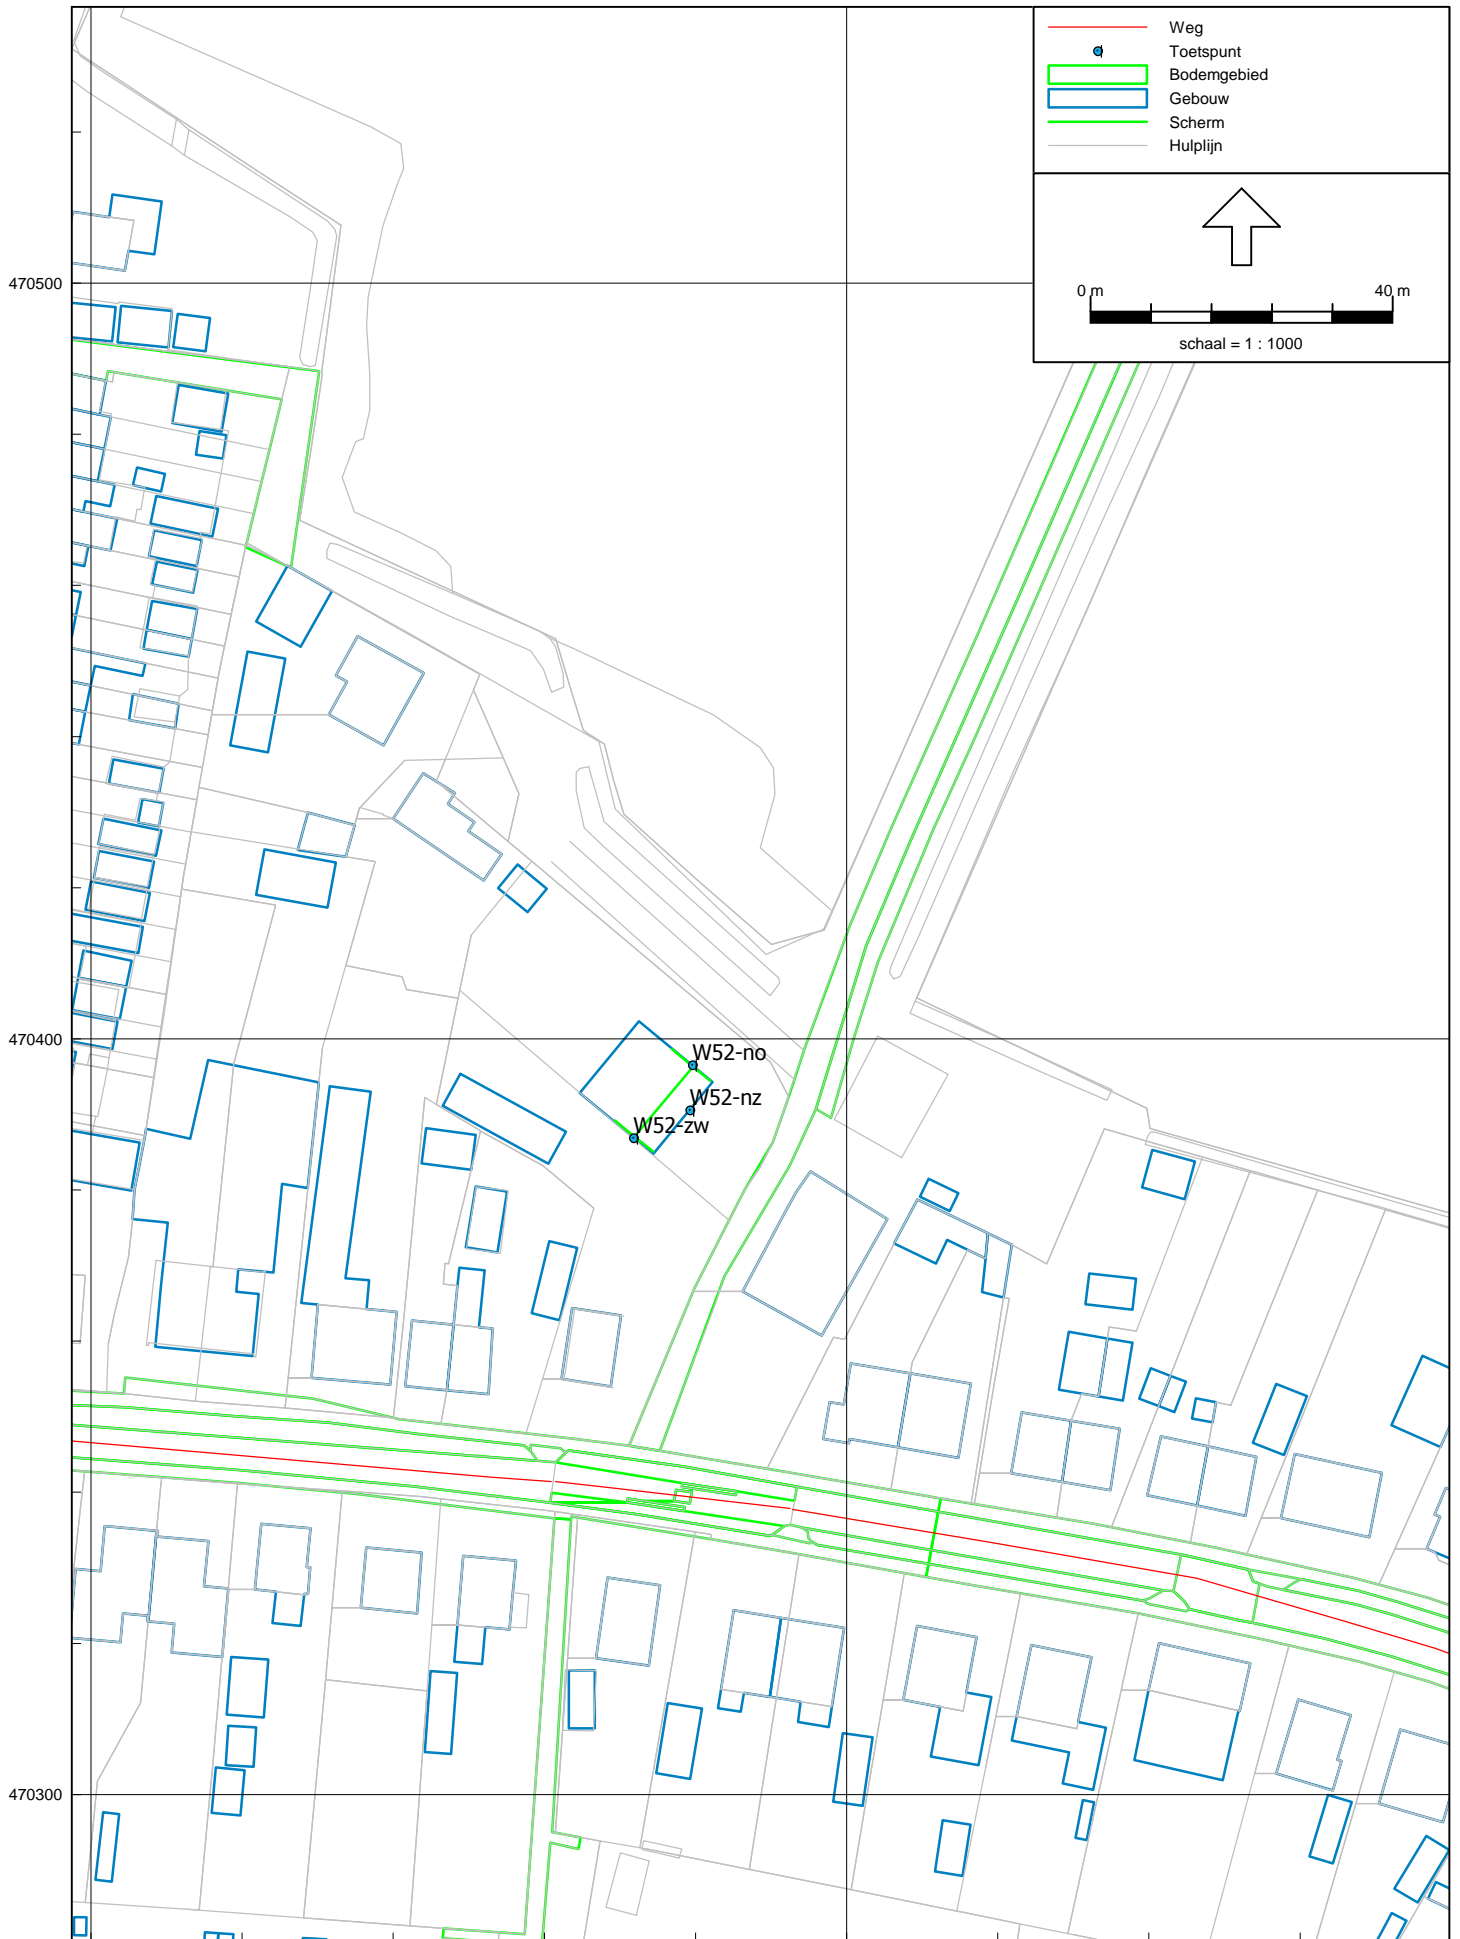 Weg
Toetspunt
Bodemgebied
Gebouw
Scherm
Hulplijn
0 m 40 m
schaal = 1 : 1000
470500
470400
W52-no
W52-nz
W52-zw
470300